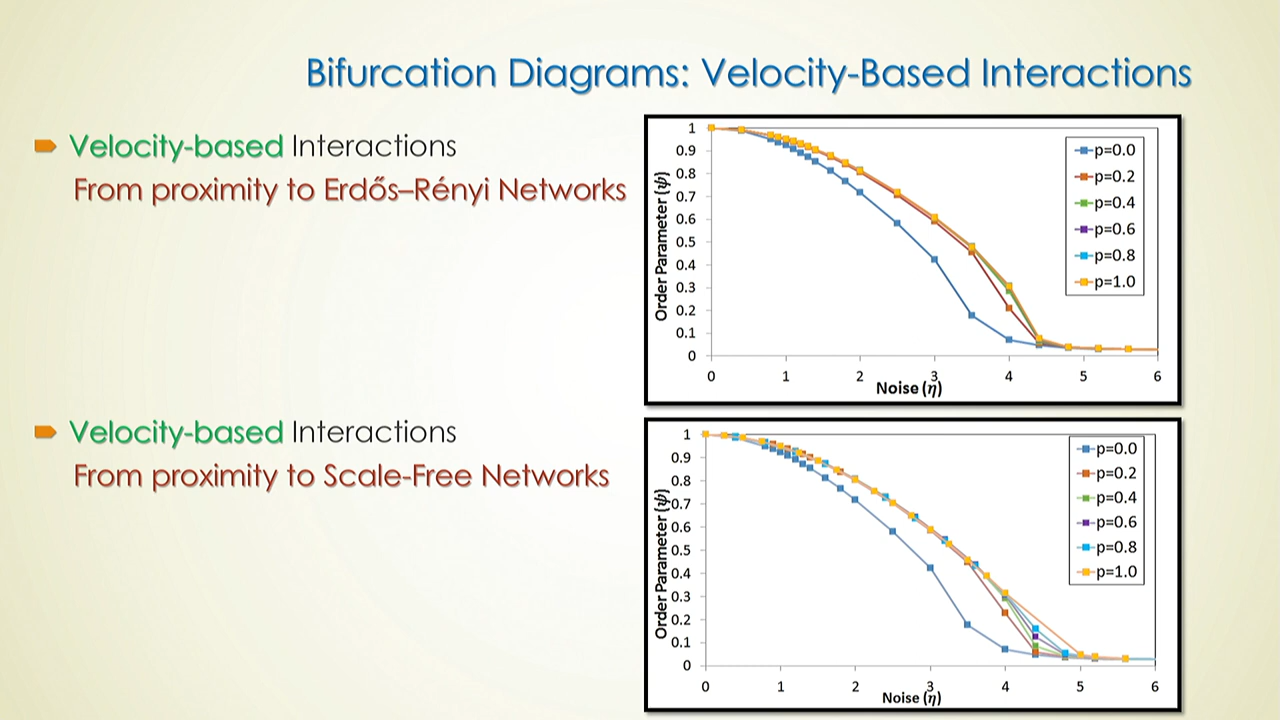 Bifurcation Diagrams: Velocity-Based Interactions
Velocity-based Interactions
From proximity to Erdős–Rényi Networks
Order Parameter (ψ)
1
0.9
0.8
0.7
0.6
0.5
0.4
0.3
0.2
0.1
0
0 1 2 3 4 5 6
Noise (η)
p=0.0
p=0.2
p=0.4
p=0.6
p=0.8
p=1.0
Velocity-based Interactions
From proximity to Scale-Free Networks
Order Parameter (ψ)
1
0.9
0.8
0.7
0.6
0.5
0.4
0.3
0.2
0.1
0
0 1 2 3 4 5 6
Noise (η)
p=0.0
p=0.2
p=0.4
p=0.6
p=0.8
p=1.0